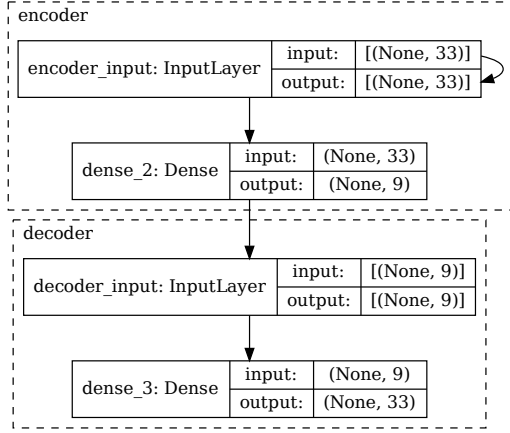 encoder
encoder_input: InputLayer
input: [(None, 33)]
output: [(None, 33)]
dense_2: Dense
input: (None, 33)
output: (None, 9)
decoder
decoder_input: InputLayer
input: [(None, 9)]
output: [(None, 9)]
dense_3: Dense
input: (None, 9)
output: (None, 33)